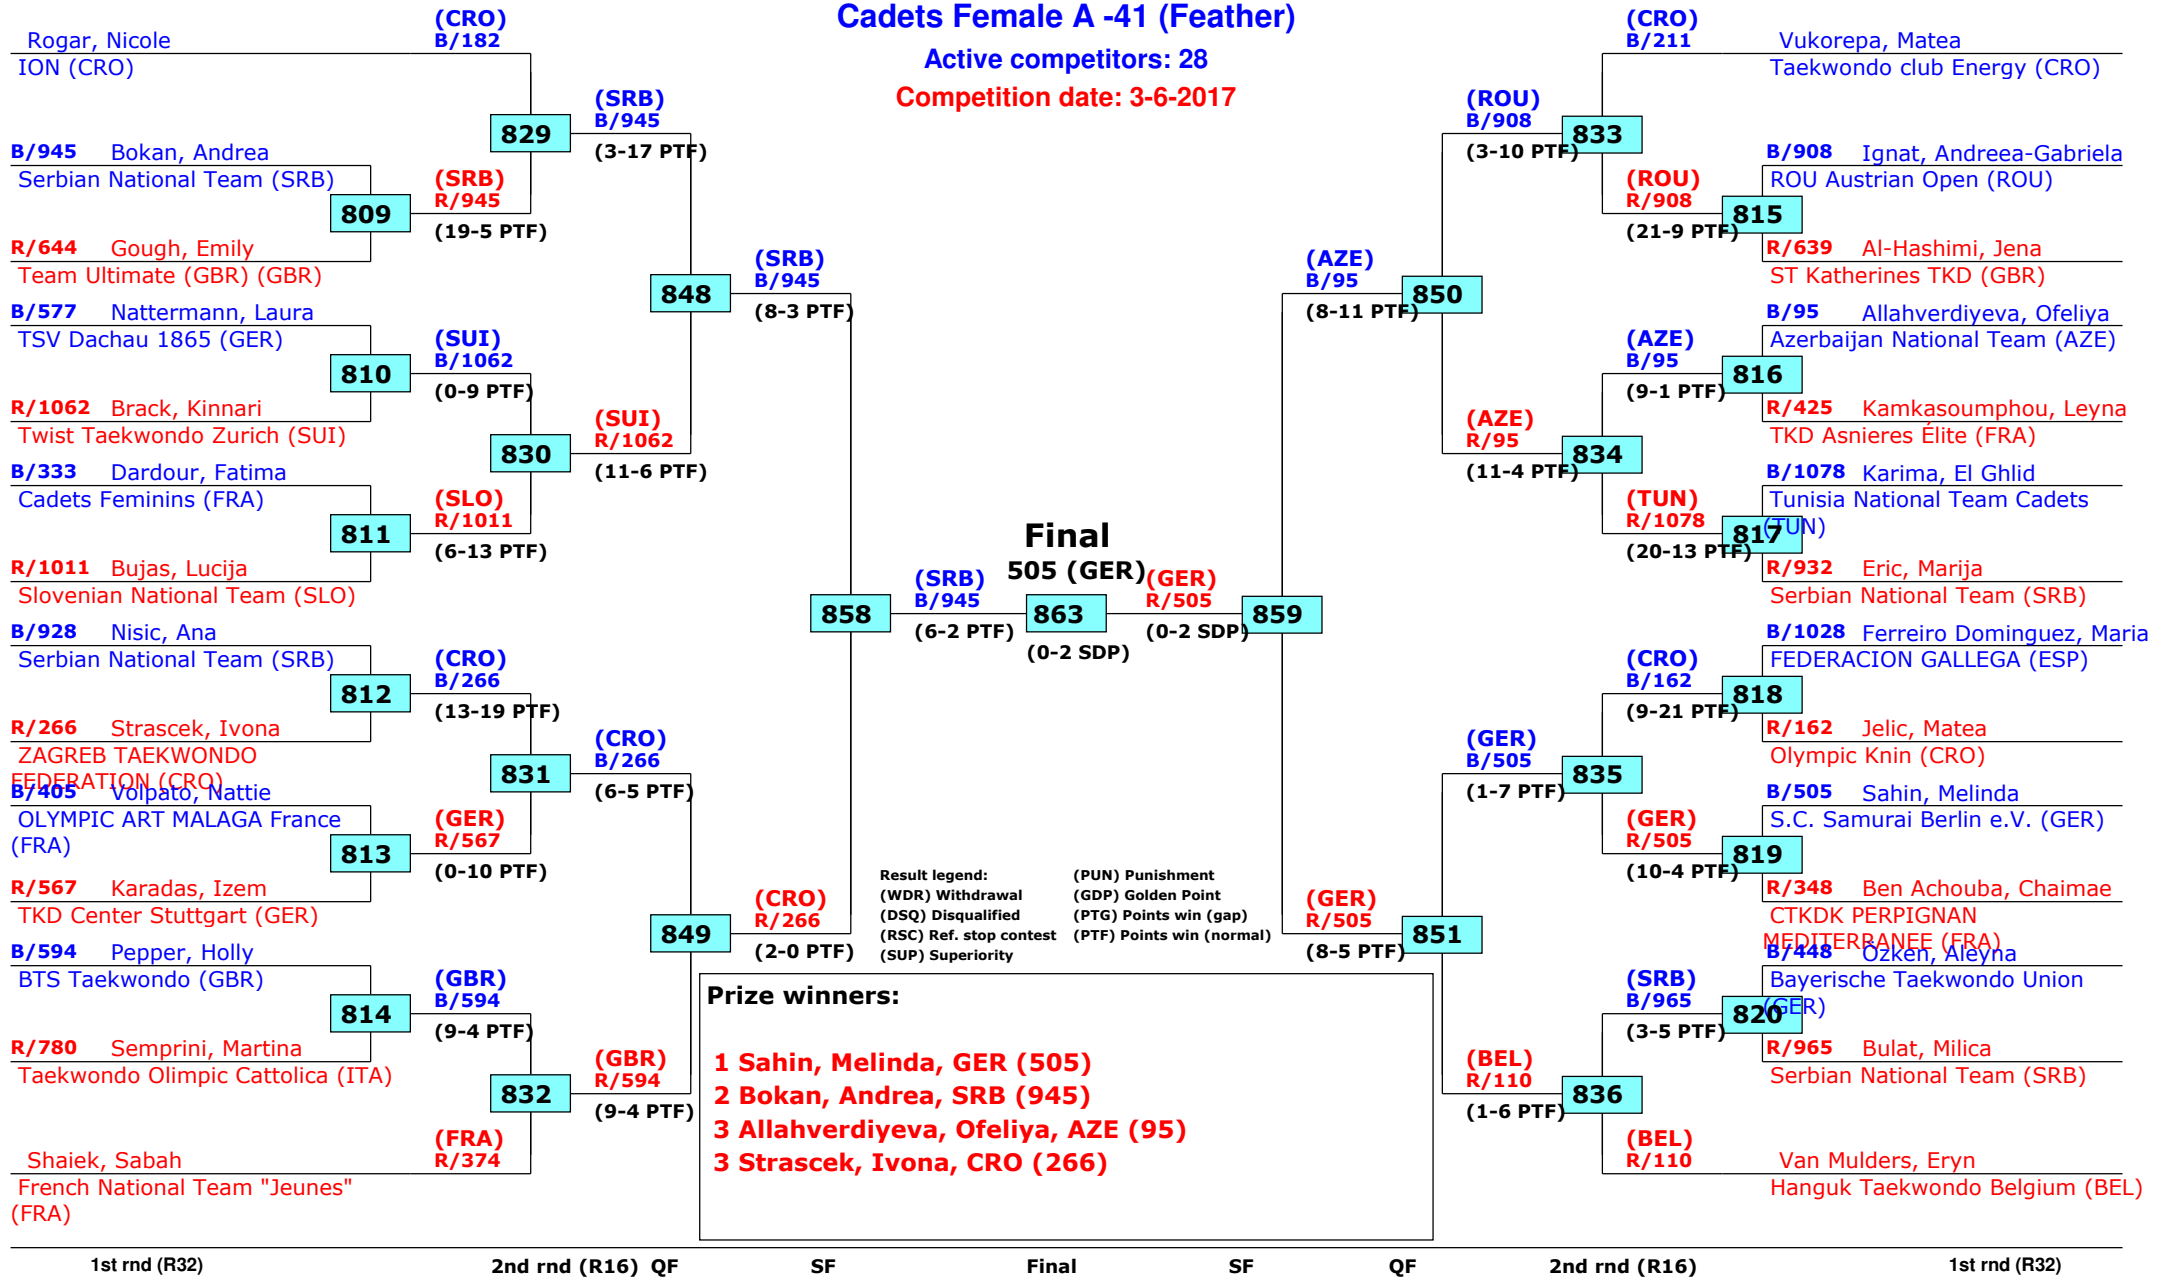 Cadets Female A -41 (Feather)
Active competitors: 28
Competition date: 3-6-2017
Rogar, Nicole
ION (CRO)
B/945 Bokan, Andrea
Serbian National Team (SRB)
809
R/644 Gough, Emily
Team Ultimate (GBR) (GBR)
B/577 Nattermann, Laura
TSV Dachau 1865 (GER)
810
R/1062 Brack, Kinnari
Twist Taekwondo Zurich (SUI)
B/333 Dardour, Fatima
Cadets Feminins (FRA)
811
R/1011 Bujas, Lucija
Slovenian National Team (SLO)
B/928 Nisic, Ana
Serbian National Team (SRB)
812
R/266 Strascek, Ivona
ZAGREB TAEKWONDO
FEDERATION (CRO)
B/405 Volpato, Nattie
OLYMPIC ART MALAGA France
(FRA)
813
R/567 Karadas, Izem
TKD Center Stuttgart (GER)
B/594 Pepper, Holly
BTS Taekwondo (GBR)
814
R/780 Semprini, Martina
Taekwondo Olimpic Cattolica (ITA)
Shaiek, Sabah
French National Team "Jeunes"
(FRA)
(CRO)
B/182
829
(SRB)
R/945
(19-5 PTF)
(SUI)
B/1062
(0-9 PTF)
830
(SLO)
R/1011
(6-13 PTF)
(CRO)
B/266
(13-19 PTF)
831
(GER)
R/567
(0-10 PTF)
(GBR)
B/594
(9-4 PTF)
832
(FRA)
R/374
(SRB)
B/945
(3-17 PTF)
848
(SUI)
R/1062
(11-6 PTF)
(CRO)
B/266
(6-5 PTF)
849
(GBR)
R/594
(9-4 PTF)
(SRB)
B/945
(8-3 PTF)
858
(CRO)
R/266
(2-0 PTF)
(SRB)
B/945
(6-2 PTF)
Final
505 (GER)
863
(0-2 SDP)
(GER)
R/505
(0-2 SDP)
859
(AZE)
B/95
(8-11 PTF)
850
(GER)
R/505
(8-5 PTF)
851
(ROU)
B/908
(3-10 PTF)
833
(AZE)
R/95
(11-4 PTF)
834
(GER)
B/505
(1-7 PTF)
835
(BEL)
R/110
(1-6 PTF)
836
(CRO)
B/211
(ROU)
R/908
(21-9 PTF)
815
(AZE)
B/95
(9-1 PTF)
816
(TUN)
R/1078
(20-13 PTF)
817
(CRO)
B/162
(9-21 PTF)
818
(GER)
R/505
(10-4 PTF)
819
(SRB)
B/965
(3-5 PTF)
820
(BEL)
R/110
Vukorepa, Matea
Taekwondo club Energy (CRO)
B/908 Ignat, Andreea-Gabriela
ROU Austrian Open (ROU)
R/639 Al-Hashimi, Jena
ST Katherines TKD (GBR)
B/95 Allahverdiyeva, Ofeliya
Azerbaijan National Team (AZE)
R/425 Kamkasoumphou, Leyna
TKD Asnieres Élite (FRA)
B/1078 Karima, El Ghlid
Tunisia National Team Cadets
(TUN)
R/932 Eric, Marija
Serbian National Team (SRB)
B/1028 Ferreiro Dominguez, Maria
FEDERACION GALLEGA (ESP)
R/162 Jelic, Matea
Olympic Knin (CRO)
B/505 Sahin, Melinda
S.C. Samurai Berlin e.V. (GER)
R/348 Ben Achouba, Chaimae
CTKDK PERPIGNAN
MEDITERRANEE (FRA)
B/448 Özken, Aleyna
Bayerische Taekwondo Union
(GER)
R/965 Bulat, Milica
Serbian National Team (SRB)
Van Mulders, Eryn
Hanguk Taekwondo Belgium (BEL)
Result legend: (PUN) Punishment
(WDR) Withdrawal (GDP) Golden Point
(DSQ) Disqualified (PTG) Points win (gap)
(RSC) Ref. stop contest (PTF) Points win (normal)
(SUP) Superiority
Prize winners:
1 Sahin, Melinda, GER (505)
2 Bokan, Andrea, SRB (945)
3 Allahverdiyeva, Ofeliya, AZE (95)
3 Strascek, Ivona, CRO (266)
1st rnd (R32) 2nd rnd (R16) QF SF Final SF QF 2nd rnd (R16) 1st rnd (R32)